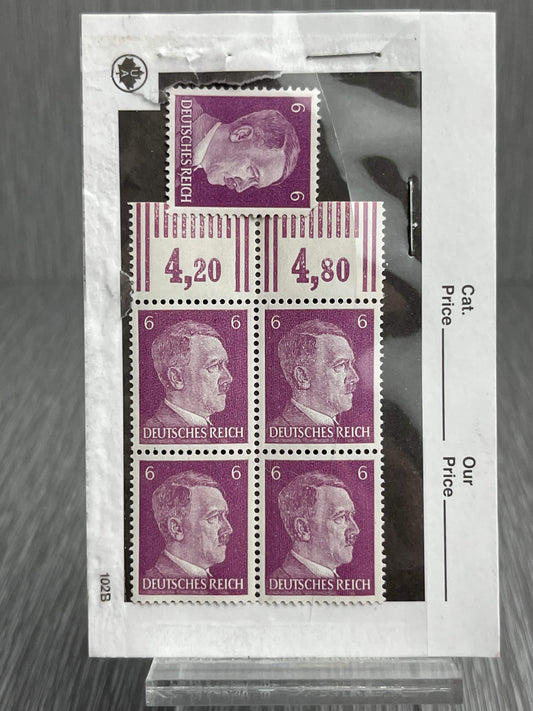 UA
6 6
DEUTSCHES REICH
4,20 4,80
6 6 6 6
DEUTSCHES REICH DEUTSCHES REICH
6 6 6 6
DEUTSCHES REICH DEUTSCHES REICH
Cat.
Price
Our
Price
102B